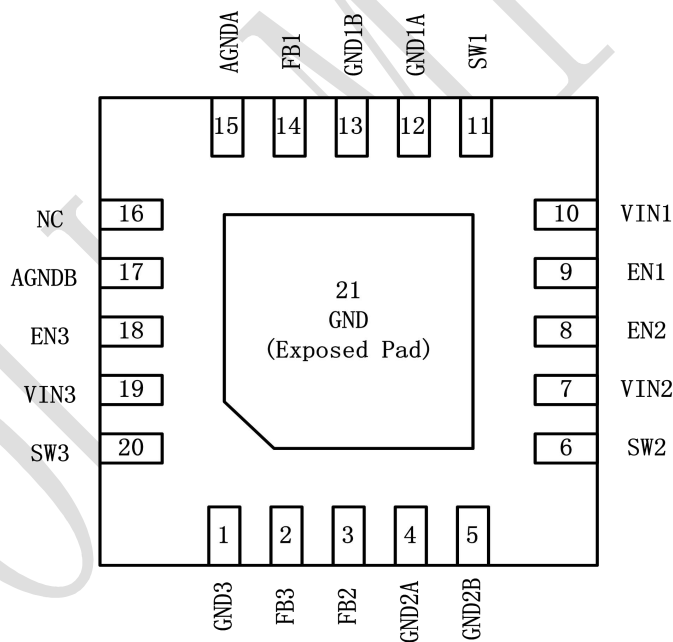 AGNDA
FB1
GND1B
GND1A
SW1
15
14
13
12
11
NC
16
10
VIN1
AGNDB
17
9
EN1
21
GND
(Exposed Pad)
EN3
18
8
EN2
VIN3
19
7
VIN2
SW3
20
6
SW2
1
2
3
4
5
GND3
FB3
FB2
GND2A
GND2B